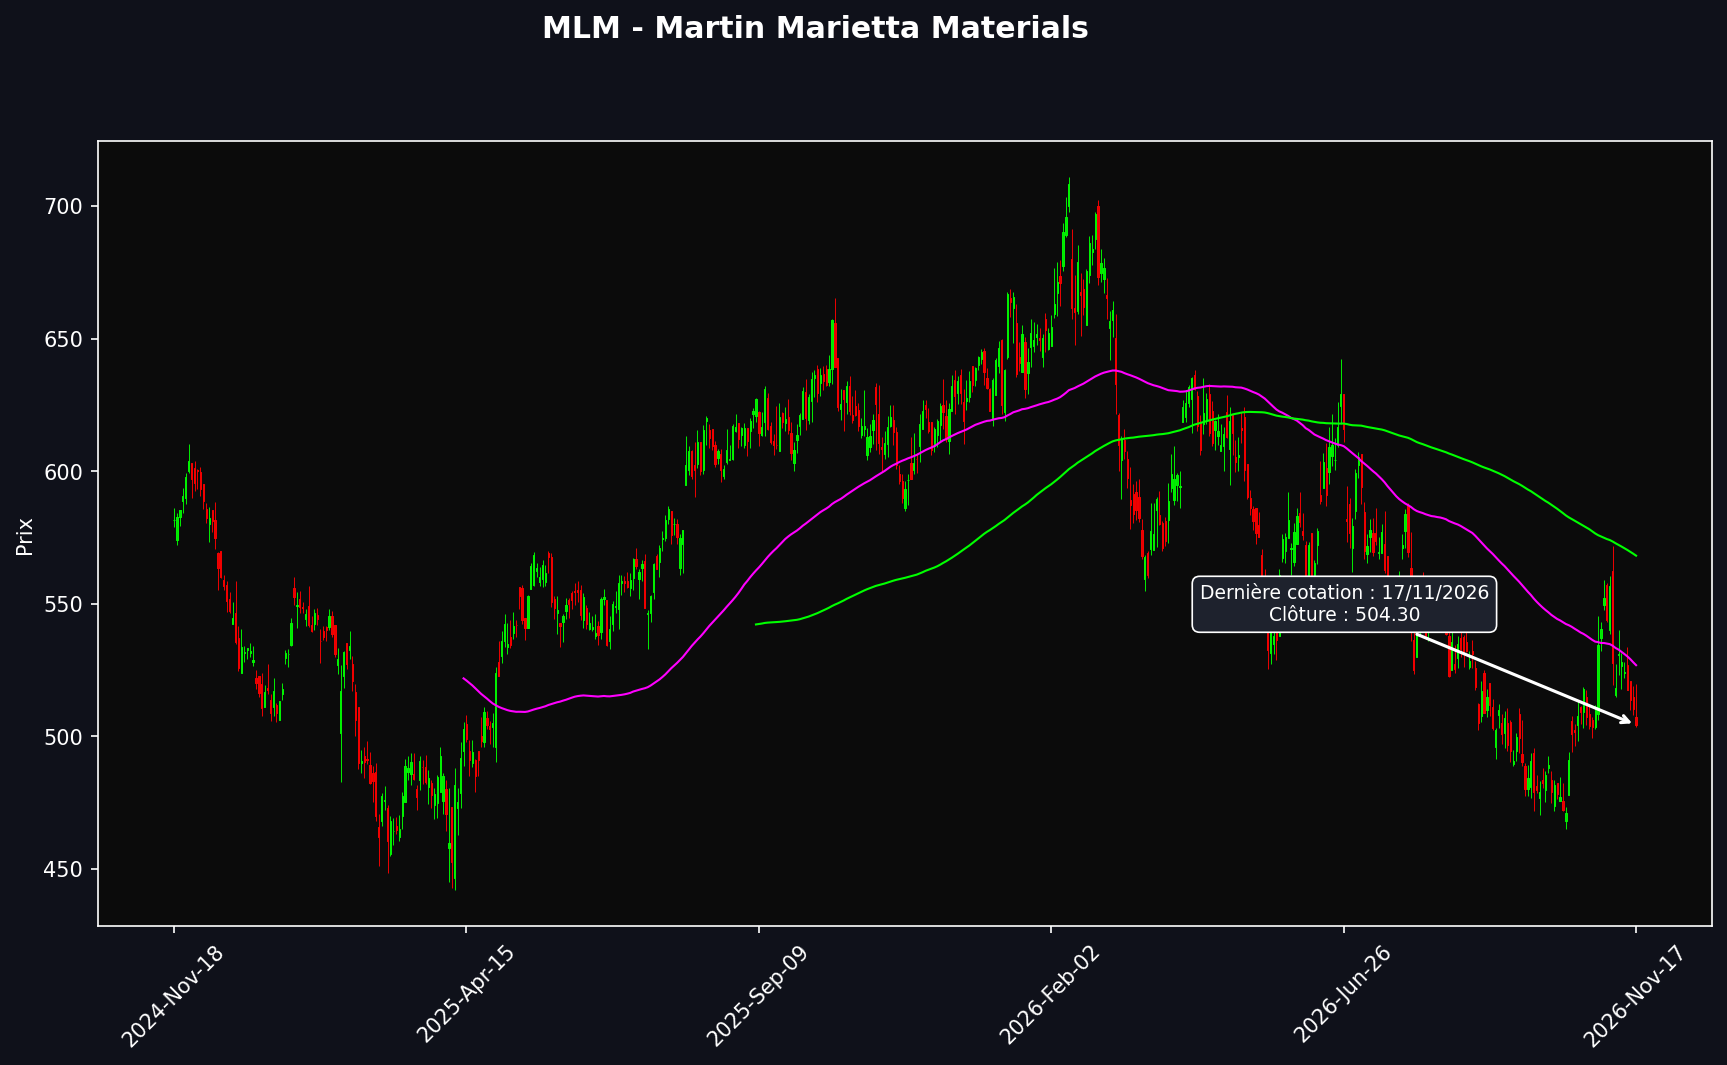 MLM - Martin Marietta Materials
Prix
700
650
600
550
500
450
Dernière cotation : 17/11/2026
Clôture : 504.30
2024-Nov-18
2025-Apr-15
2025-Sep-09
2026-Feb-02
2026-Jun-26
2026-Nov-17